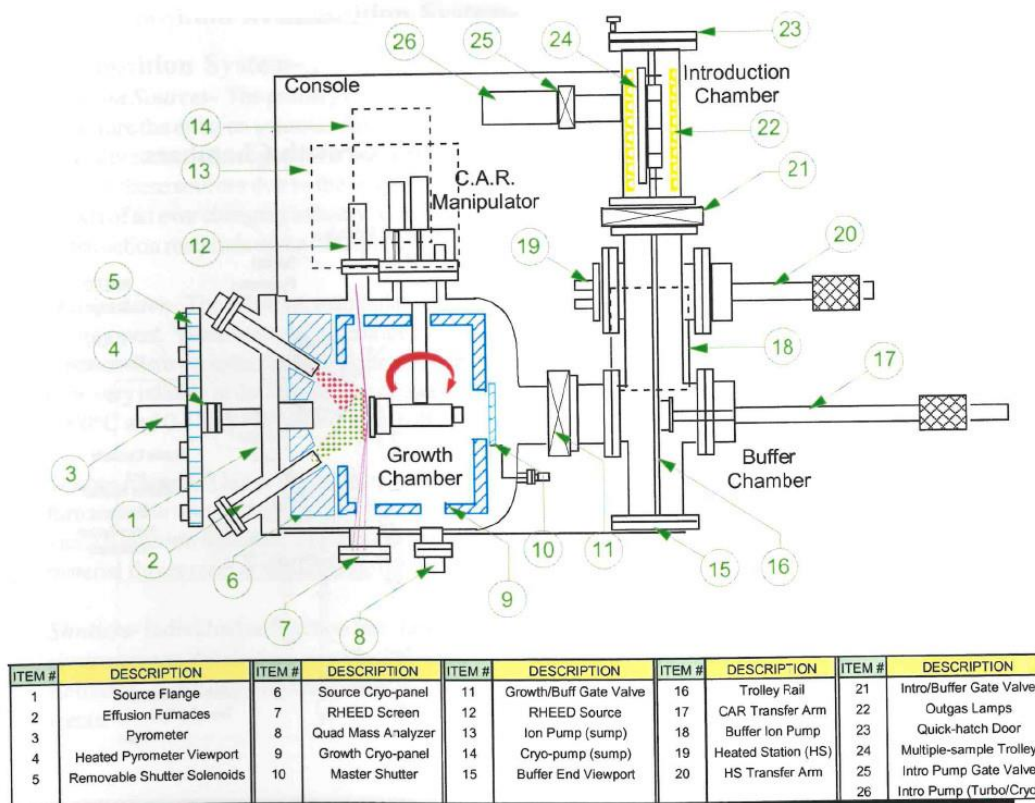 26
25
24
23
Console
Introduction
Chamber
14
22
13
C.A.R.
Manipulator
21
12
19
20
5
4
18
17
3
Growth
Chamber
Buffer
Chamber
1
2
6
10
11
15
16
7
8
9
ITEM # DESCRIPTION ITEM # DESCRIPTION ITEM # DESCRIPTION ITEM # DESCRIPTION ITEM # DESCRIPTION
1 Source Flange 6 Source Cryo-panel 11 Growth/Buff Gate Valve 16 Trolley Rail 21 Intro/Buffer Gate Valve
2 Effusion Furnaces 7 RHEED Screen 12 RHEED Source 17 CAR Transfer Arm 22 Outgas Lamps
3 Pyrometer 8 Quad Mass Analyzer 13 Ion Pump (sump) 18 Buffer Ion Pump 23 Quick-hatch Door
4 Heated Pyrometer Viewport 9 Growth Cryo-panel 14 Cryo-pump (sump) 19 Heated Station (HS) 24 Multiple-sample Trolley
5 Removable Shutter Solenoids 10 Master Shutter 15 Buffer End Viewport 20 HS Transfer Arm 25 Intro Pump Gate Valve
26 Intro Pump (Turbo/Cryo